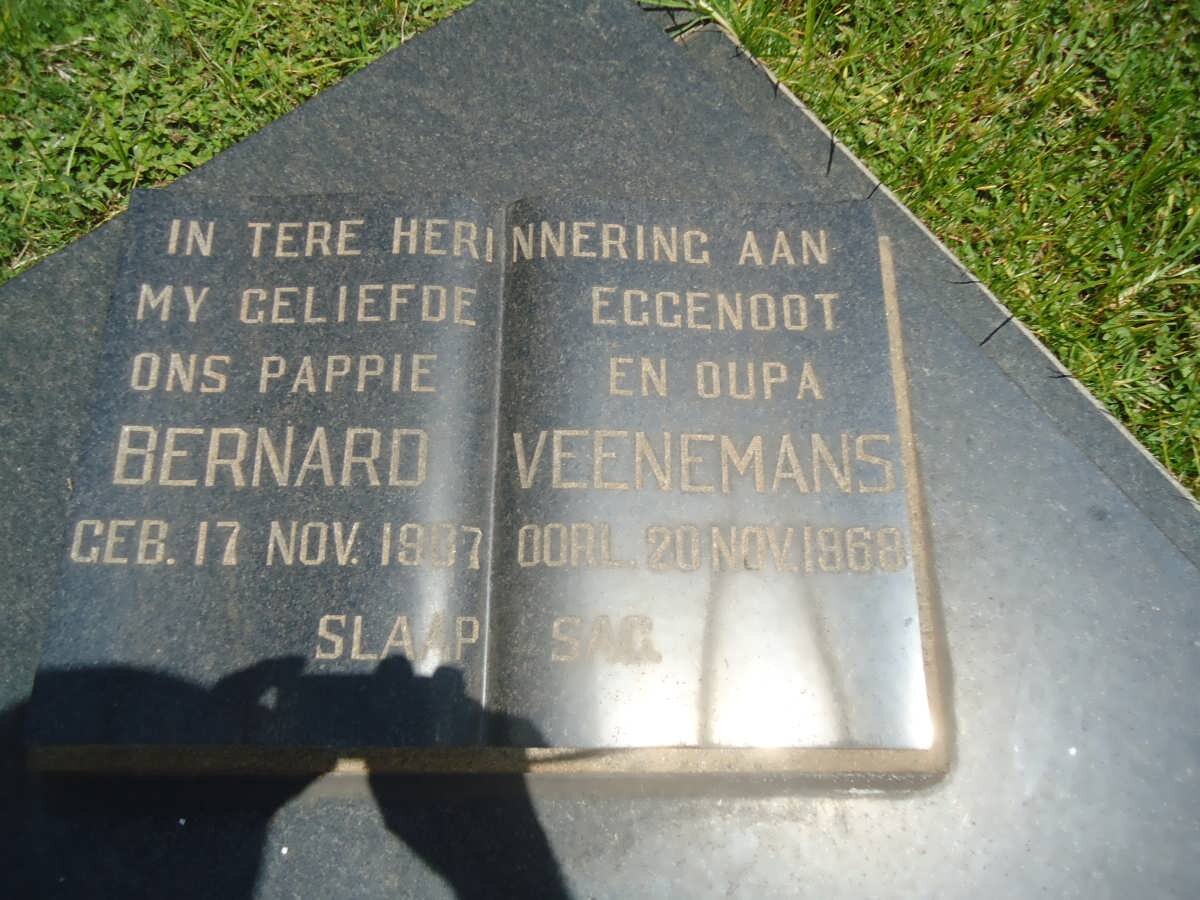 IN TERE HERINNERING AAN
MY GELIEFDE EGGENOOT
ONS PAPPIE EN OUPA
BERNARD VEENEMANS
GEB. 17 NOV. 1907 OORL. 20 NOV. 1968
SLAAP SAG.